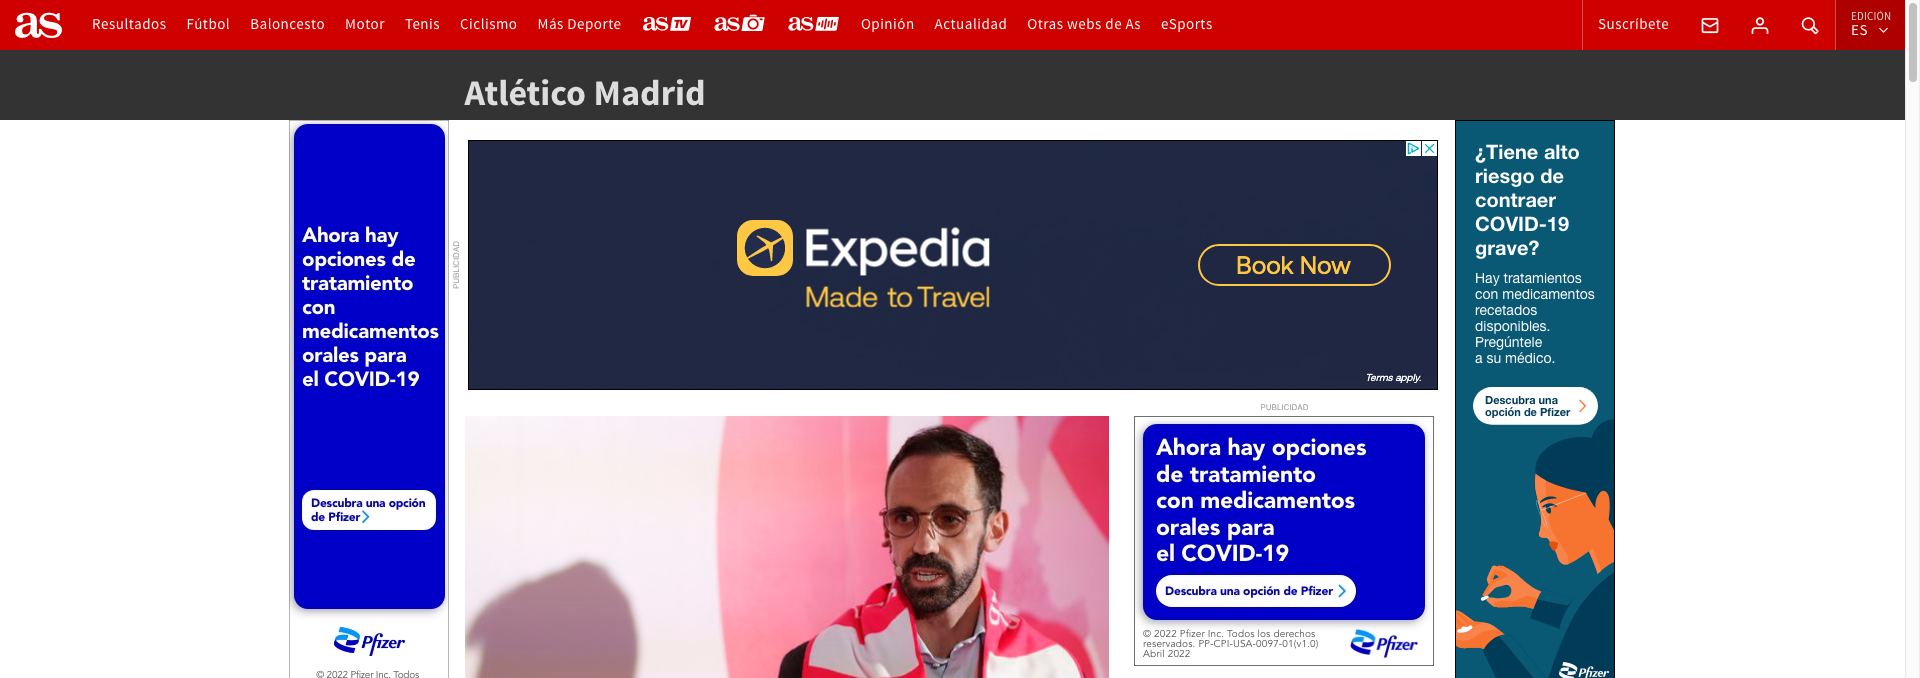 as
Resultados
Fútbol
Baloncesto
Motor
Tenis
Ciclismo
Más Deporte
as TV
as
as
Opinión
Actualidad
Otras webs de As
eSports
Suscríbete
EDICIÓN
ES
Atlético Madrid
Ahora hay
opciones de
tratamiento
con
medicamentos
orales para
el COVID-19
Descubra una opción
de Pfizer
Pfizer
© 2022 Pfizer Inc. Todos
PUBLICIDAD
Expedia
Made to Travel
Book Now
Terms apply.
PUBLICIDAD
Ahora hay opciones
de tratamiento
con medicamentos
orales para
el COVID-19
Descubra una opción de Pfizer
© 2022 Pfizer Inc. Todos los derechos
reservados. PP-CPI-USA-0097-01(v1.0)
Abril 2022
Pfizer
¿Tiene alto
riesgo de
contraer
COVID-19
grave?
Hay tratamientos
con medicamentos
recetados
disponibles.
Pregúntele
a su médico.
Descubra una
opción de Pfizer
Pfizer